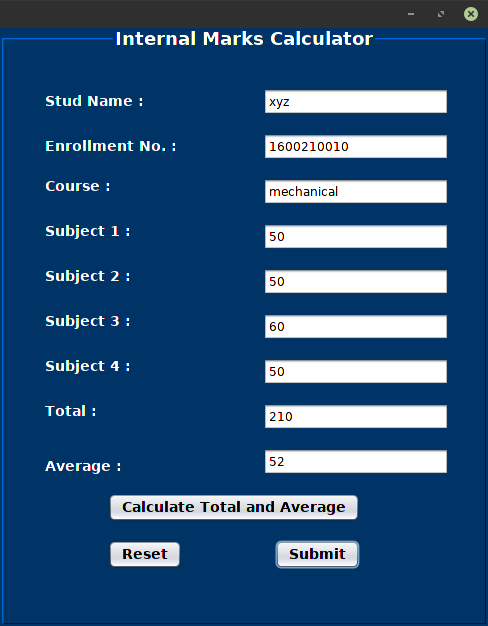 Internal Marks Calculator
Stud Name : xyz
Enrollment No. : 1600210010
Course : mechanical
Subject 1 : 50
Subject 2 : 50
Subject 3 : 60
Subject 4 : 50
Total : 210
Average : 52
Calculate Total and Average
Reset Submit